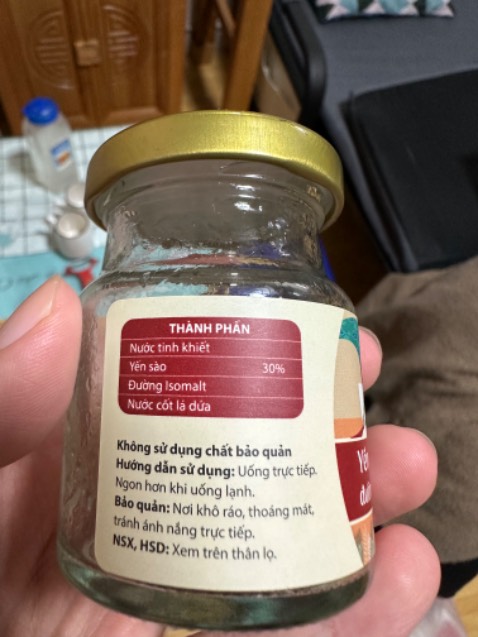 THÀNH PHẦN
Nước tinh khiết
Yến sào 30%
Đường Isomalt
Nước cốt lá dứa
Không sử dụng chất bảo quản
Hướng dẫn sử dụng: Uống trực tiếp.
Ngon hơn khi uống lạnh.
Bảo quản: Nơi khô ráo, thoáng mát,
tránh ánh nắng trực tiếp.
NSX, HSD: Xem trên thân lọ.